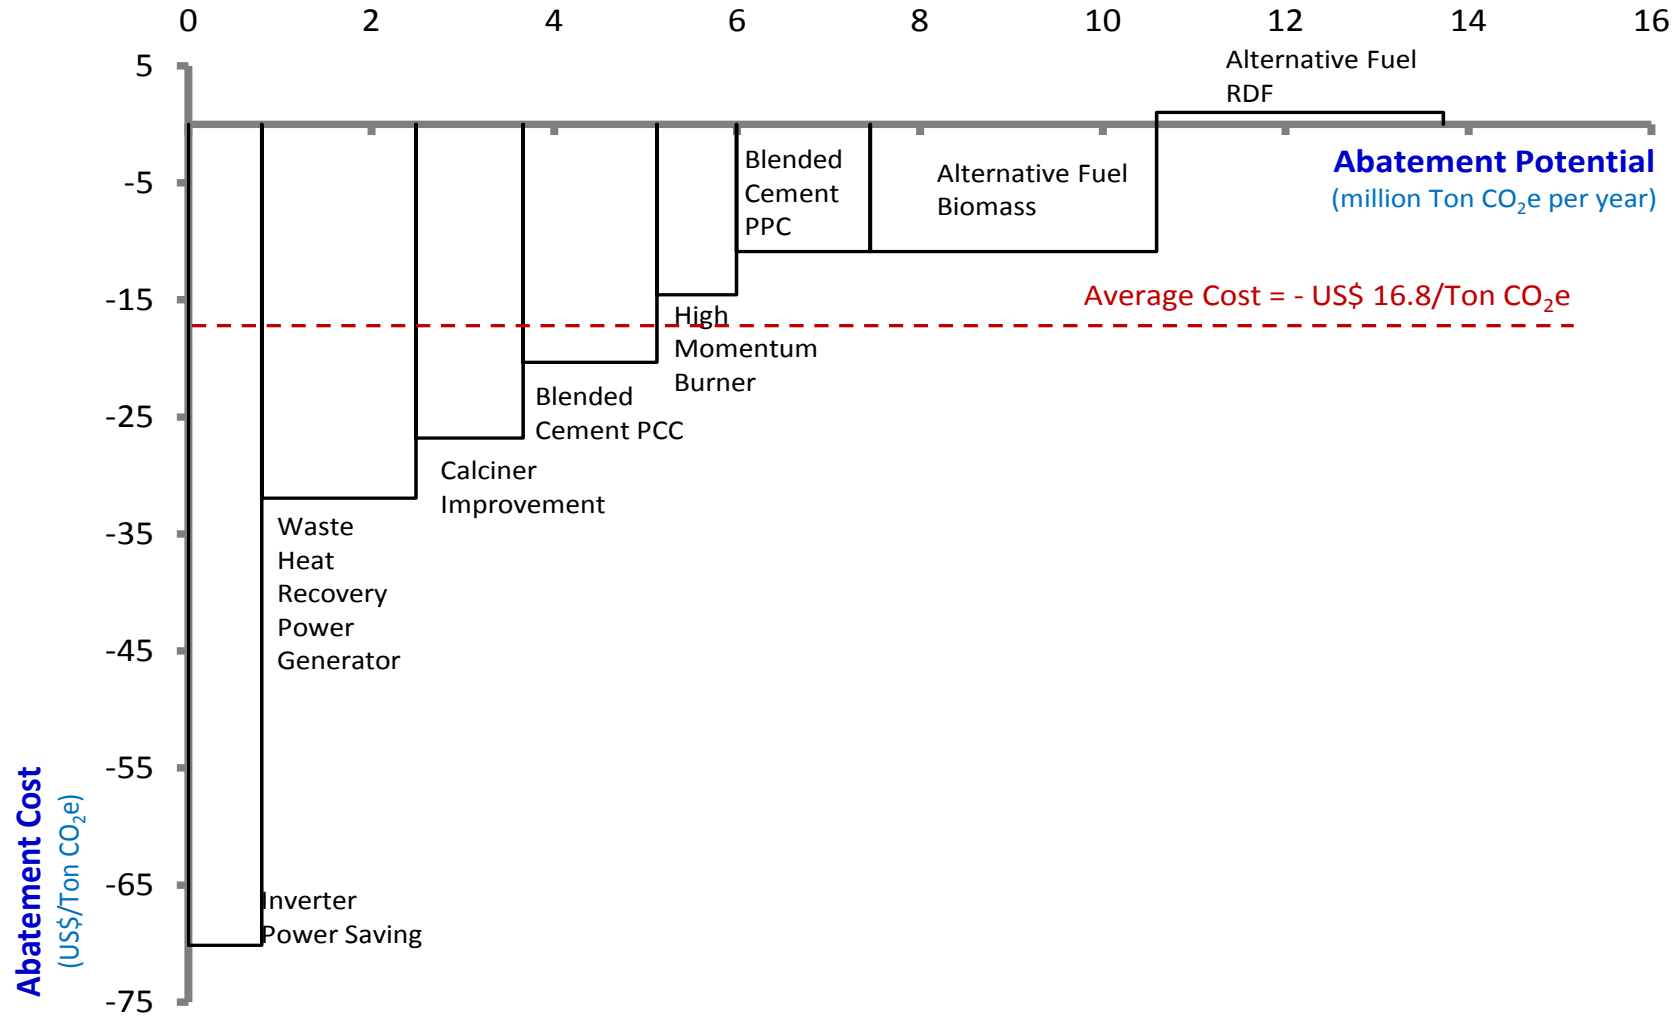 0 2 4 6 8 10 12 14 16
5
-5
-15
-25
-35
-45
-55
-65
-75
Alternative Fuel
RDF
Abatement Potential
(million Ton CO₂e per year)
Blended
Cement
PPC
Alternative Fuel
Biomass
Average Cost = - US$ 16.8/Ton CO₂e
High
Momentum
Burner
Blended
Cement PCC
Calciner
Improvement
Waste
Heat
Recovery
Power
Generator
Inverter
Power Saving
Abatement Cost
(US$/Ton CO₂e)